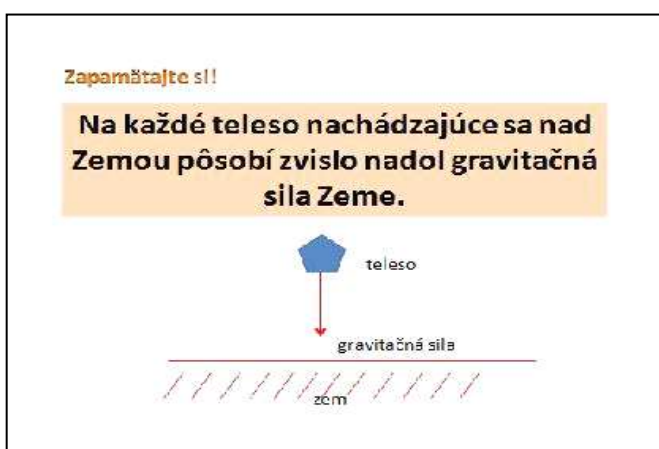 Zapamätajte si!
Na každé teleso nachádzajúce sa nad
Zemou pôsobí zvislo nadol gravitačná
sila Zeme.
teleso
gravitačná sila
zem